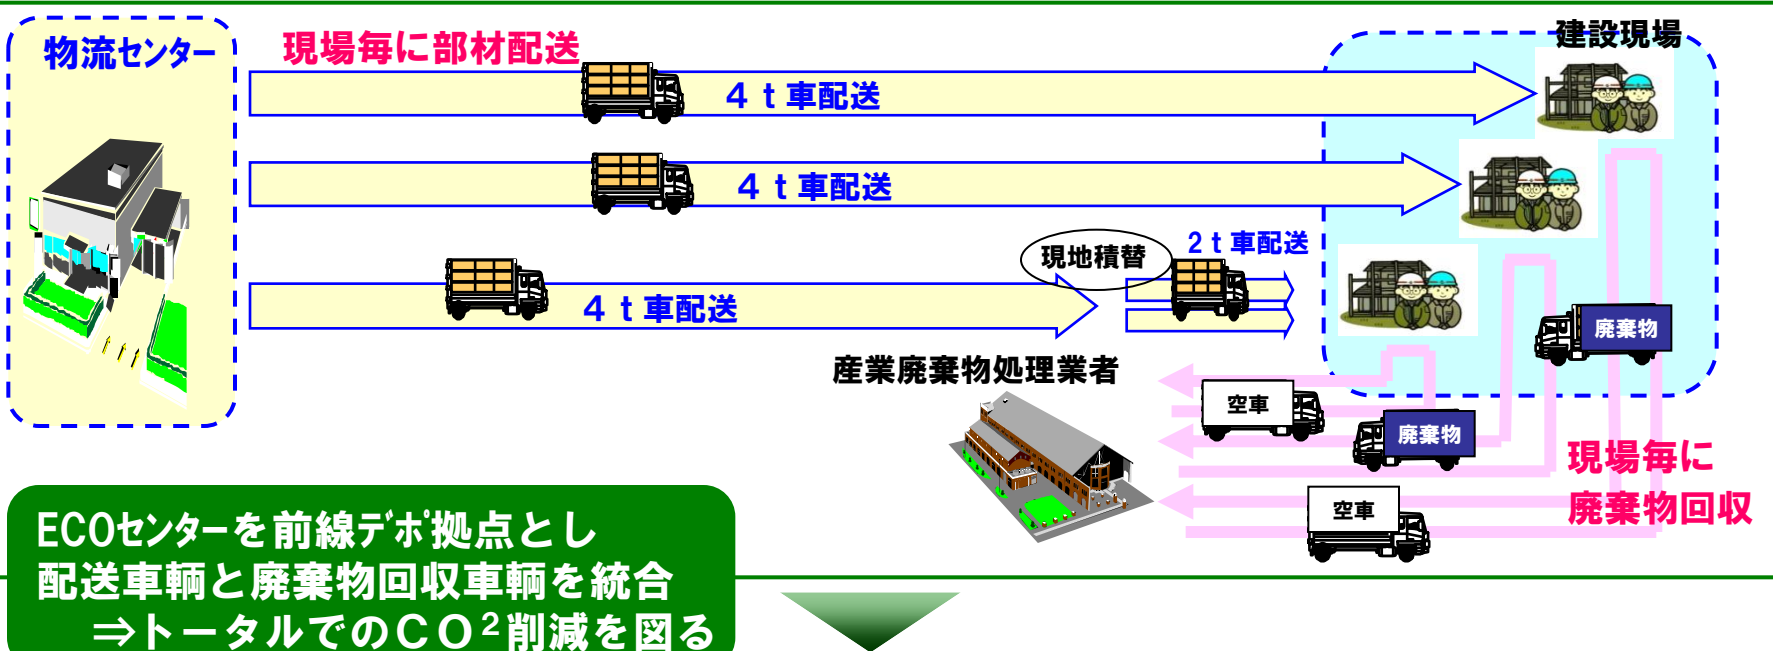 物流センター
現場毎に部材配送
建設現場
4ｔ車配送
4ｔ車配送
現地積替
2ｔ車配送
4ｔ車配送
廃棄物
産業廃棄物処理業者
空車
廃棄物
現場毎に
廃棄物回収
空車
ECOセンターを前線デポ拠点とし
配送車輌と廃棄物回収車輌を統合
⇒トータルでのＣＯ²削減を図る